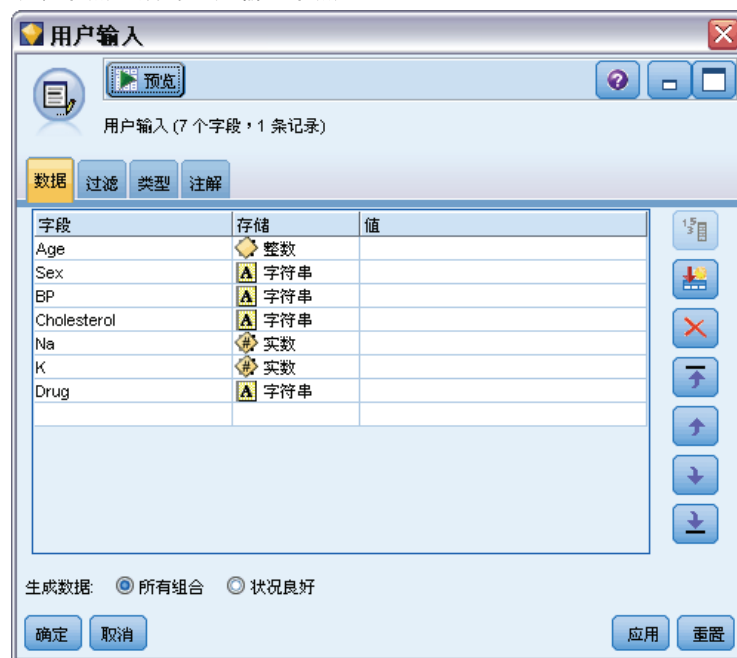 用户输入
预览
用户输入 (7 个字段，1 条记录)
数据 过滤 类型 注解
字段 存储 值
Age 整数
Sex A 字符串
BP A 字符串
Cholesterol A 字符串
Na # 实数
K # 实数
Drug A 字符串
生成数据: 所有组合 状况良好
确定 取消 应用 重置